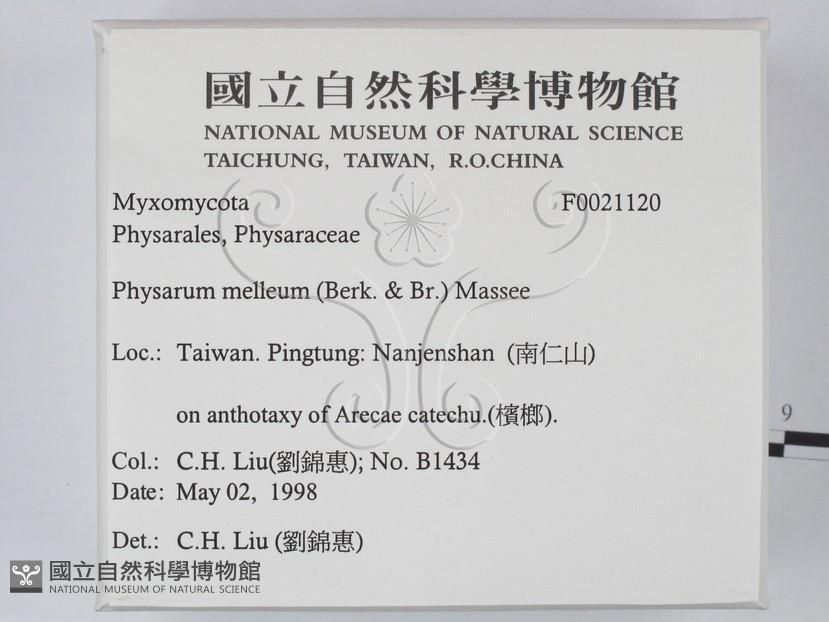 國立自然科學博物館
NATIONAL MUSEUM OF NATURAL SCIENCE
TAICHUNG, TAIWAN, R.O.CHINA
Myxomycota F0021120
Physarales, Physaraceae
Physarum melleum (Berk. & Br.) Massee
Loc.: Taiwan. Pingtung: Nanjenshan (南仁山)
on anthotaxy of Arecae catechu.(檳榔).
Col.: C.H. Liu(劉錦惠); No. B1434
Date: May 02, 1998
Det.: C.H. Liu (劉錦惠)
9
國立自然科學博物館
NATIONAL MUSEUM OF NATURAL SCIENCE